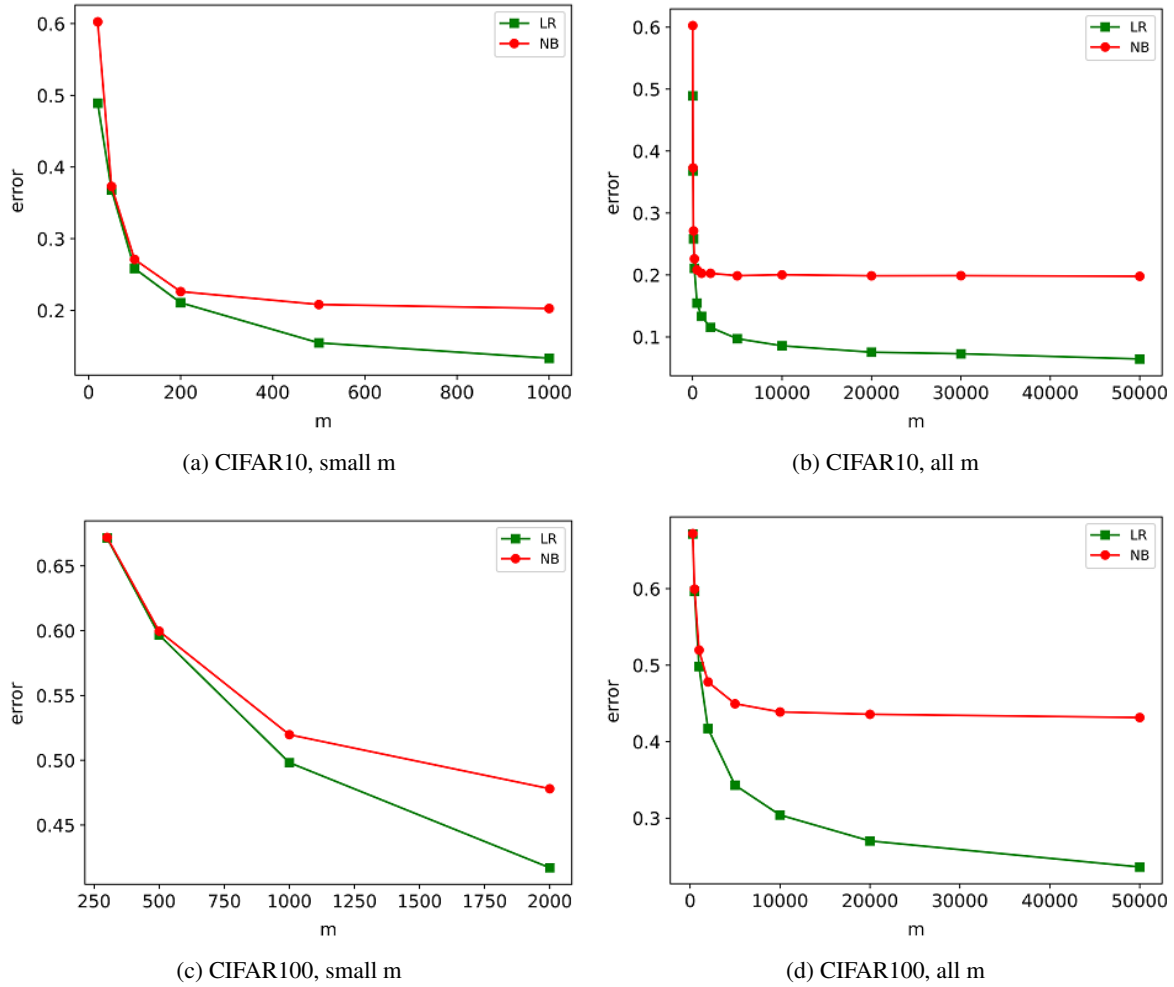 0.6
0.5
0.4
0.3
0.2
error
0 200 400 600 800 1000
m
LR
NB
(a) CIFAR10, small m
0.6
0.5
0.4
0.3
0.2
0.1
error
0 10000 20000 30000 40000 50000
m
LR
NB
(b) CIFAR10, all m
0.65
0.60
0.55
0.50
0.45
error
250 500 750 1000 1250 1500 1750 2000
m
LR
NB
(c) CIFAR100, small m
0.6
0.5
0.4
0.3
error
0 10000 20000 30000 40000 50000
m
LR
NB
(d) CIFAR100, all m